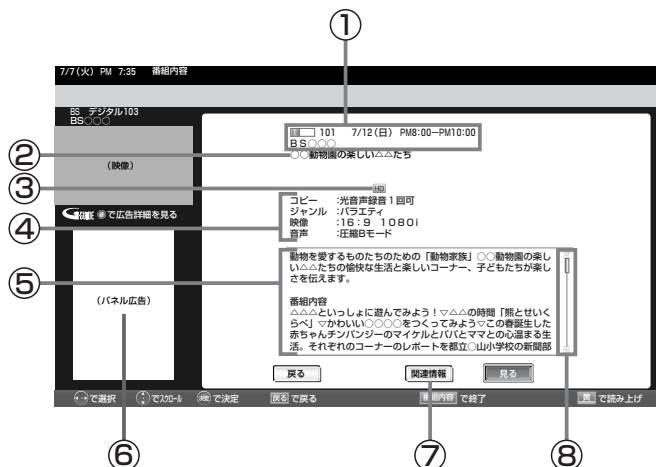 ①
7/7(火) PM 7:35 番組内容
BS デジタル103
BS○○○
101 7/12(日) PM8:00−PM10:00
BS○○○
② ○○動物園の楽しい△△たち
(映像)
③ HD
G GUIDE で広告詳細を見る
④
コピー :光音声録音1回可
ジャンル :バラエティ
映像 :16:9 1080i
音声 :圧縮Bモード
⑤
動物を愛するものたちのための「動物家族」○○動物園の楽し
い△△たちの愉快な生活と楽しいコーナー、子どもたちが楽し
さを伝えます。
番組内容
△△△といっしょに遊んでみよう!▽△△の時間「熊とせいく
らべ」▽かわいい○○○○をつくってみよう▽この春誕生した
赤ちゃんチンパンジーのマイケルとパパとママとの心温まる生
活。それぞれのコーナーのレポートを都立○山小学校の新聞部
(パネル広告)
戻る 関連情報 見る
で選択 でスクロール 決定 で決定 戻る で戻る 番組内容 で終了 黄 で読み上げ
⑥ ⑦ ⑧